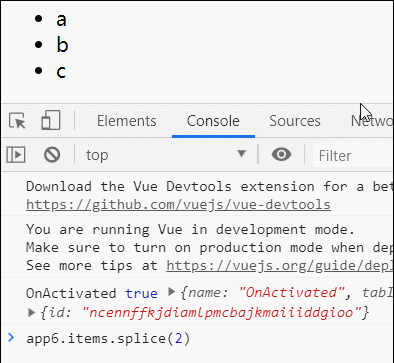 a
b
c
Elements Console Sources Netwo
top Filter
Download the Vue Devtools extension for a bet
https://github.com/vuejs/vue-devtools
You are running Vue in development mode.
Make sure to turn on production mode when dep
See more tips at https://vuejs.org/guide/depl
OnActivated true {name: "OnActivated", tabl
{id: "ncennffkjdiamlpmcbajkmaiiiddgioo"}
app6.items.splice(2)